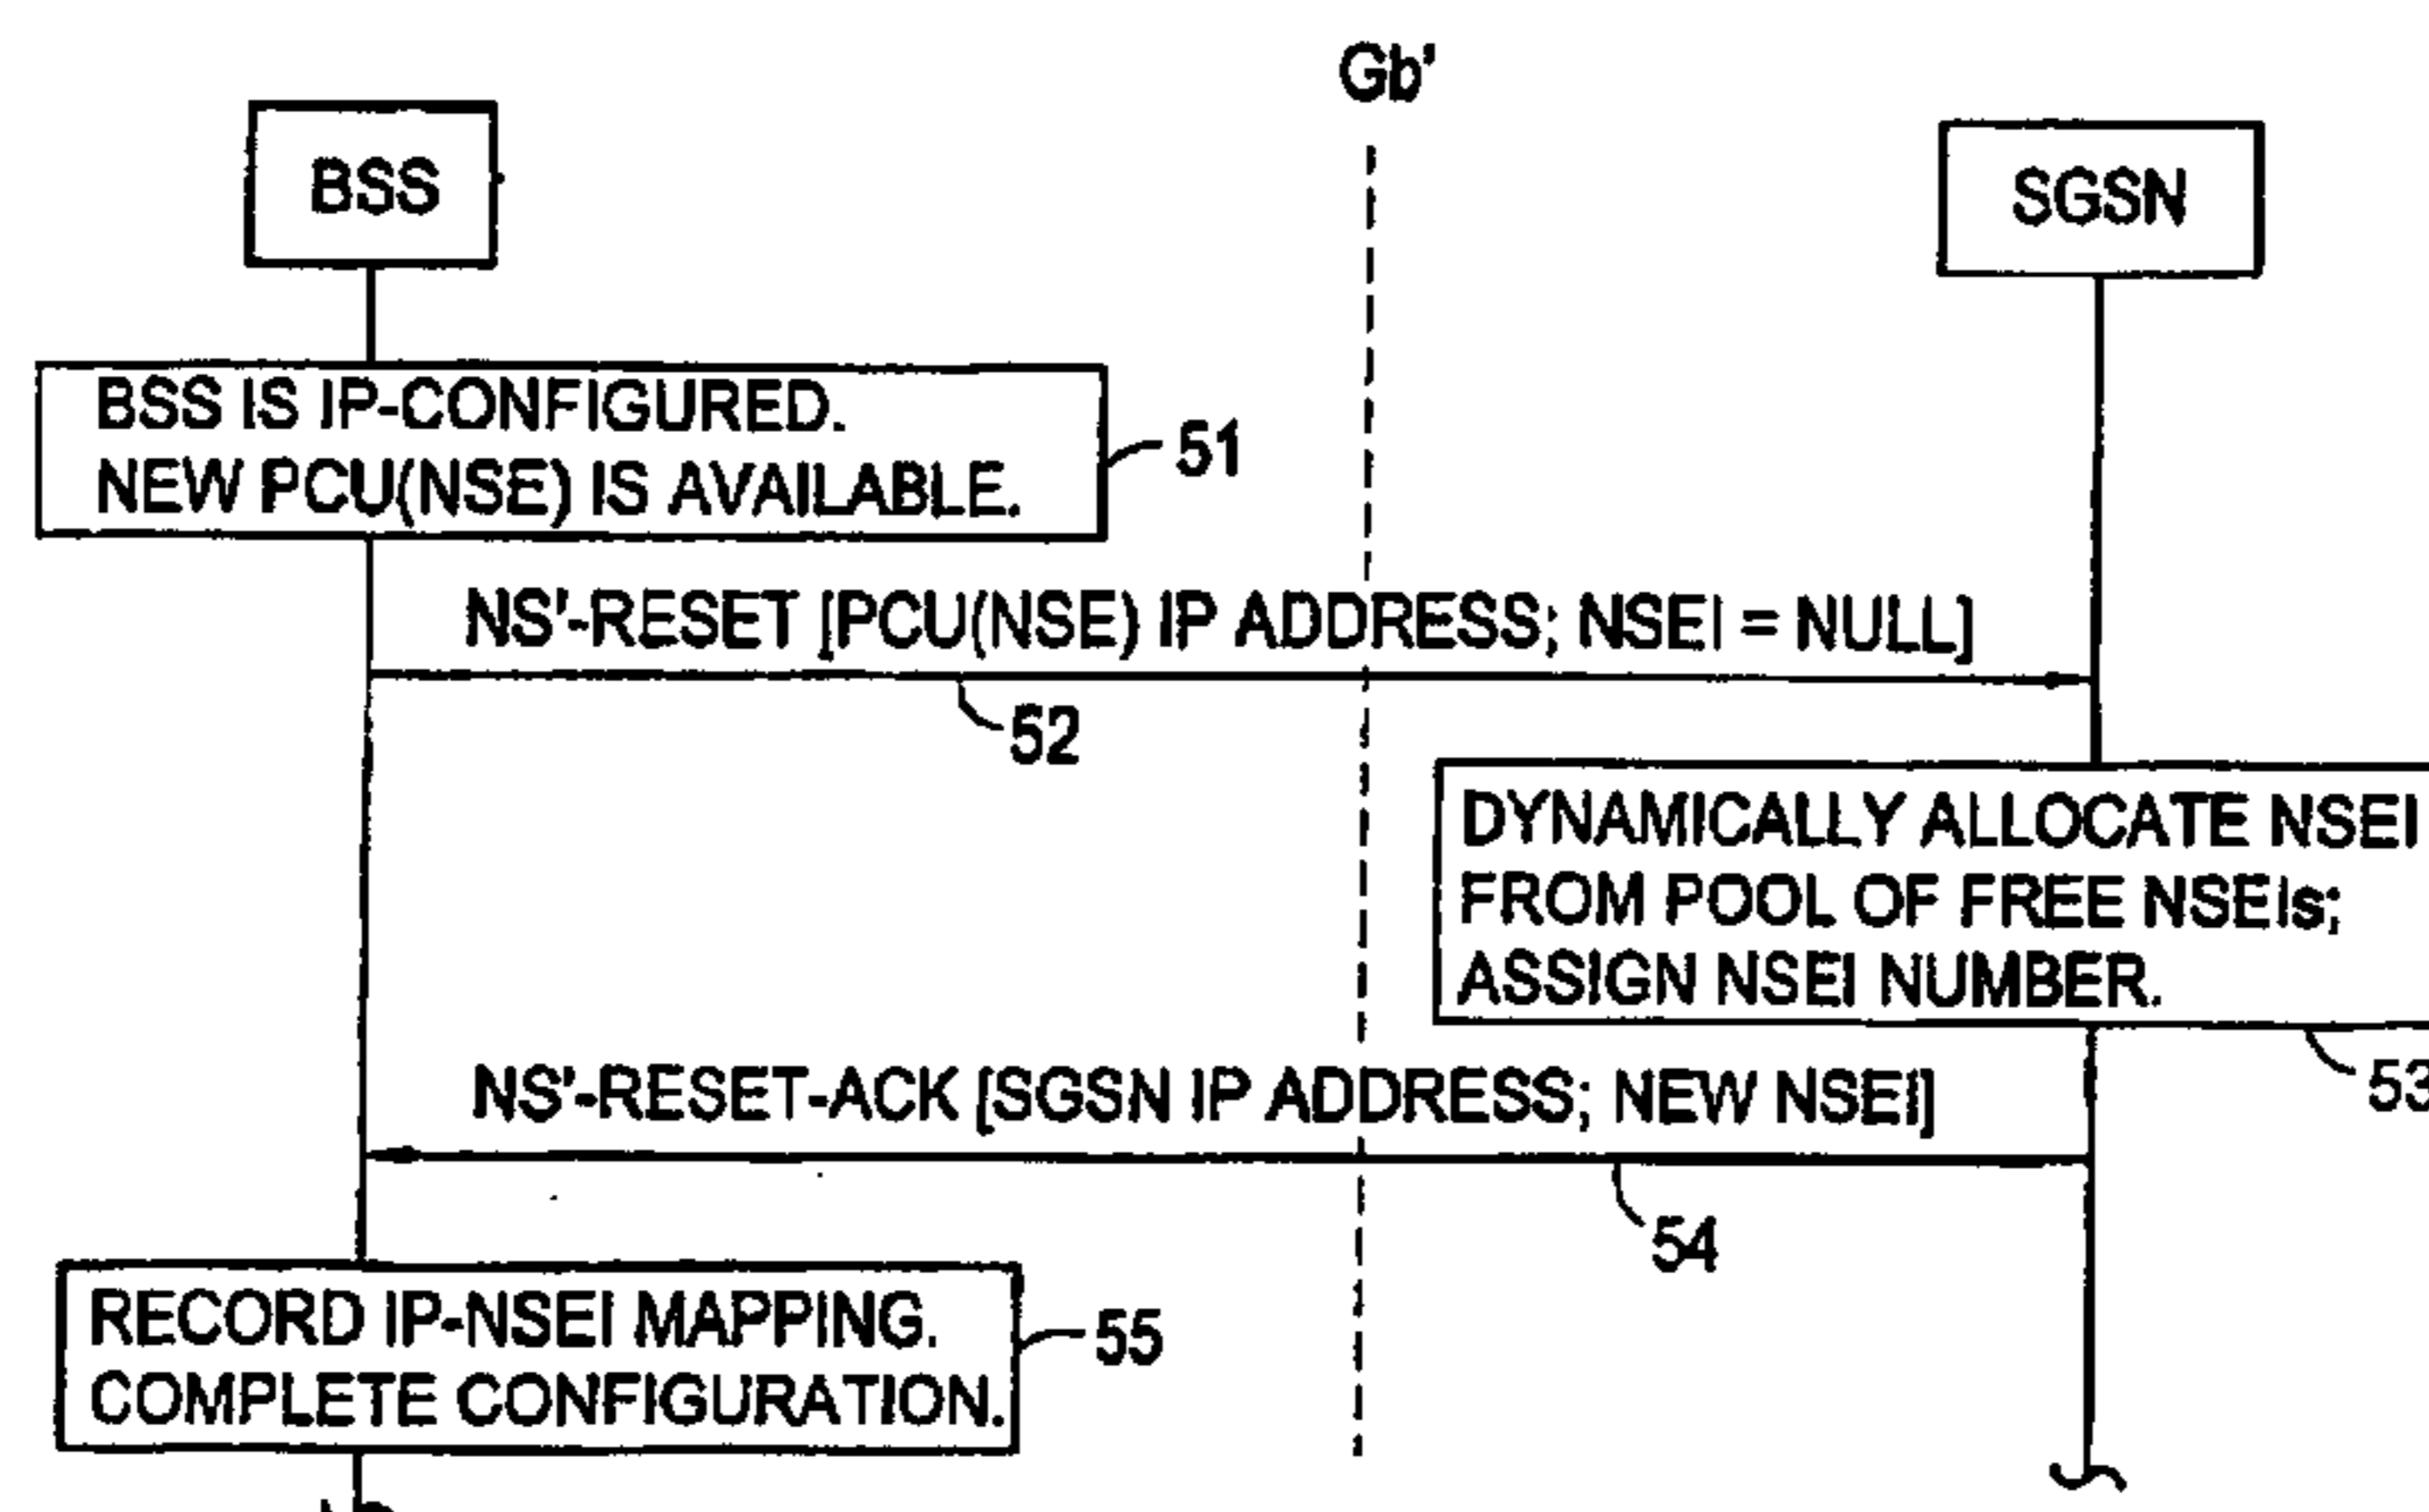 Gb'
BSS
SGSN
BSS IS IP-CONFIGURED.
NEW PCU(NSE) IS AVAILABLE.
51
NS'-RESET [PCU(NSE) IP ADDRESS; NSEI = NULL]
52
DYNAMICALLY ALLOCATE NSEI
FROM POOL OF FREE NSEIs;
ASSIGN NSEI NUMBER.
53
NS'-RESET-ACK [SGSN IP ADDRESS; NEW NSEI]
54
RECORD IP-NSEI MAPPING.
COMPLETE CONFIGURATION.
55